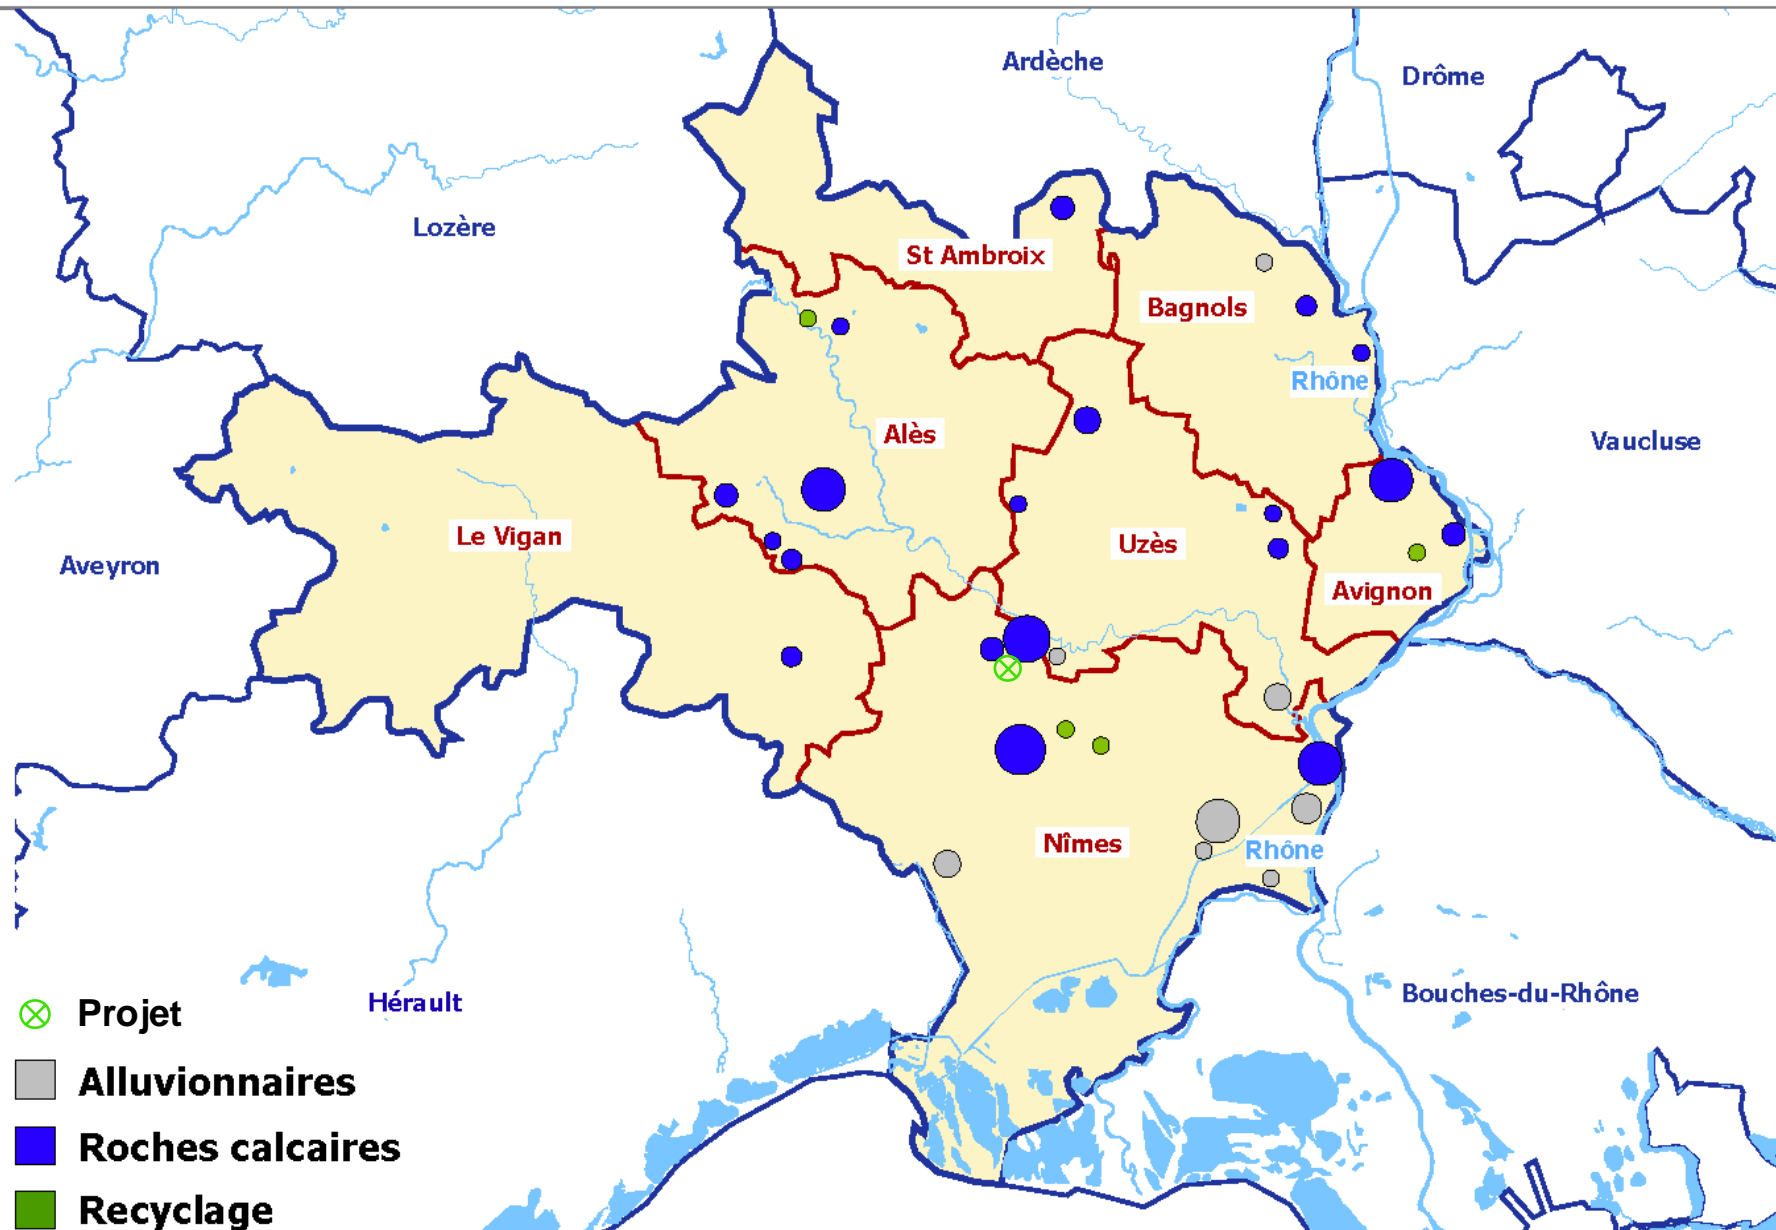 Ardèche
Drôme
Lozère
St Ambroix
Bagnols
Rhône
Alès
Vaucluse
Le Vigan
Uzès
Aveyron
Avignon
Nîmes
Rhône
Hérault
Bouches-du-Rhône
Projet
Alluvionnaires
Roches calcaires
Recyclage